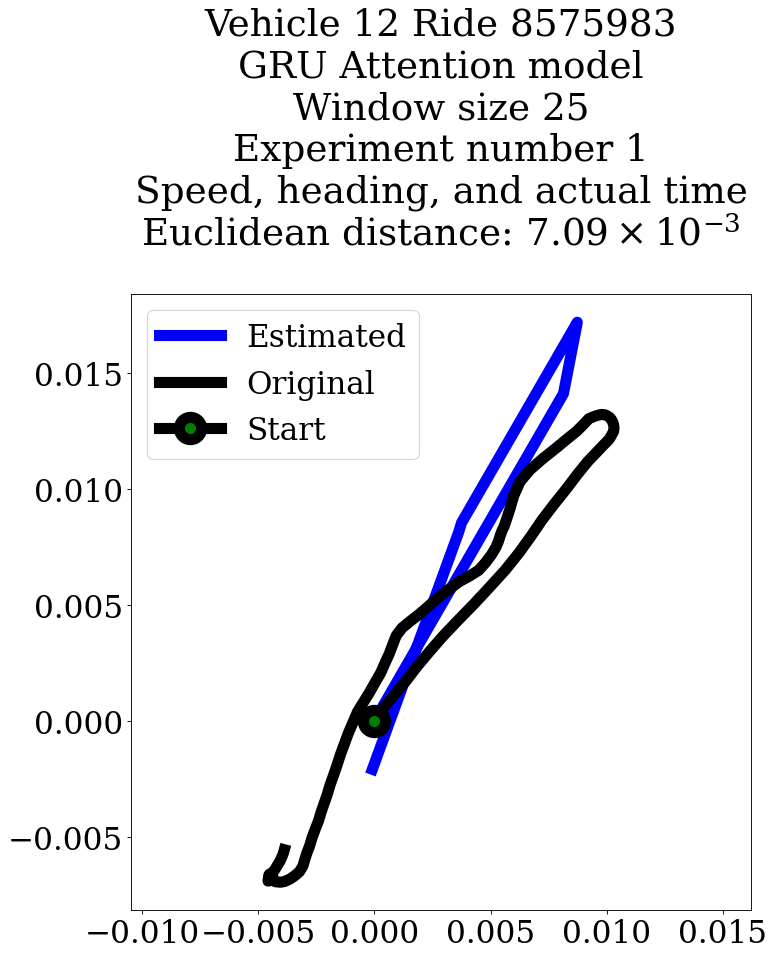 Vehicle 12 Ride 8575983
GRU Attention model
Window size 25
Experiment number 1
Speed, heading, and actual time
Euclidean distance: 7.09 × 10⁻³
Estimated
Original
Start
0.015
0.010
0.005
0.000
−0.005
−0.010 −0.005 0.000 0.005 0.010 0.015